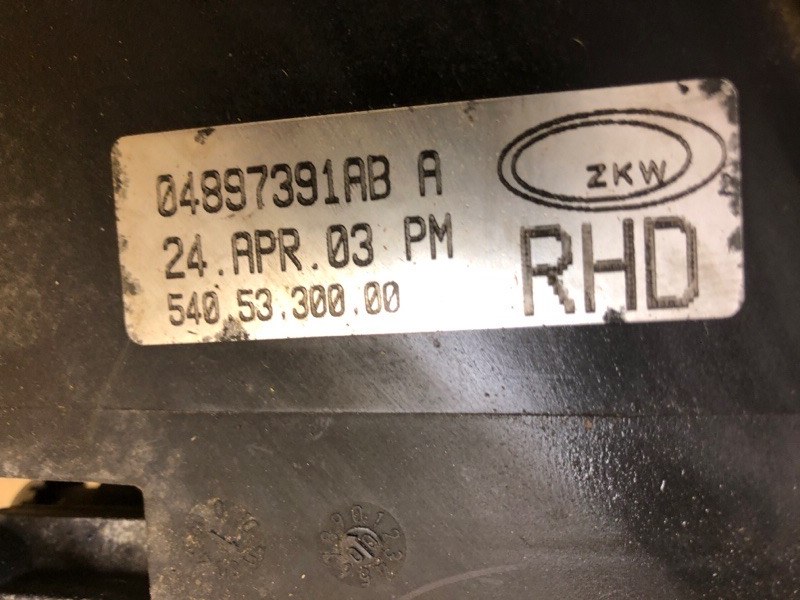 04897391AB A
ZKW
24.APR.03 PM
RHD
540.53.300.00